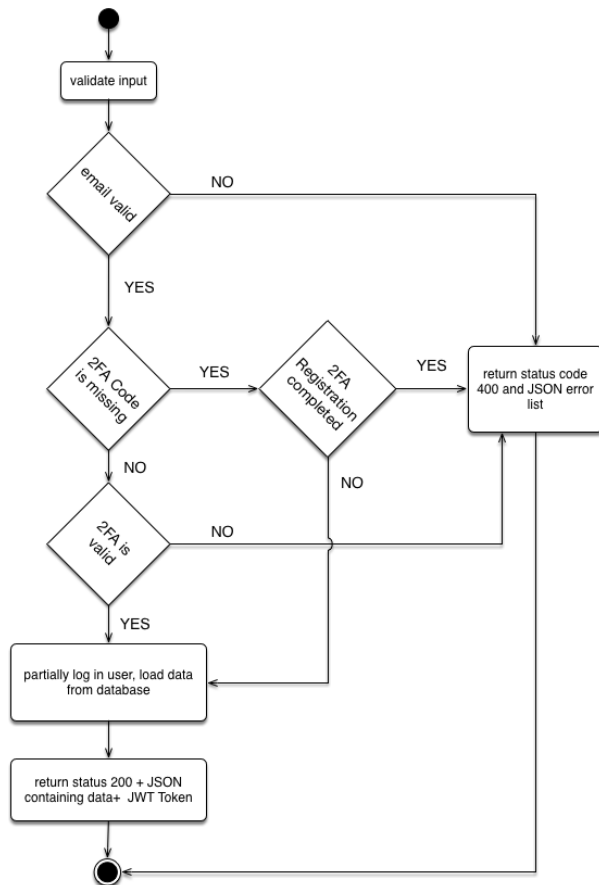 validate input
email valid
NO
YES
2FA Code
is missing
YES
2FA
Registration
completed
YES
return status code
400 and JSON error
list
NO
NO
2FA is
valid
NO
YES
partially log in user, load data
from database
return status 200 + JSON
containing data+ JWT Token